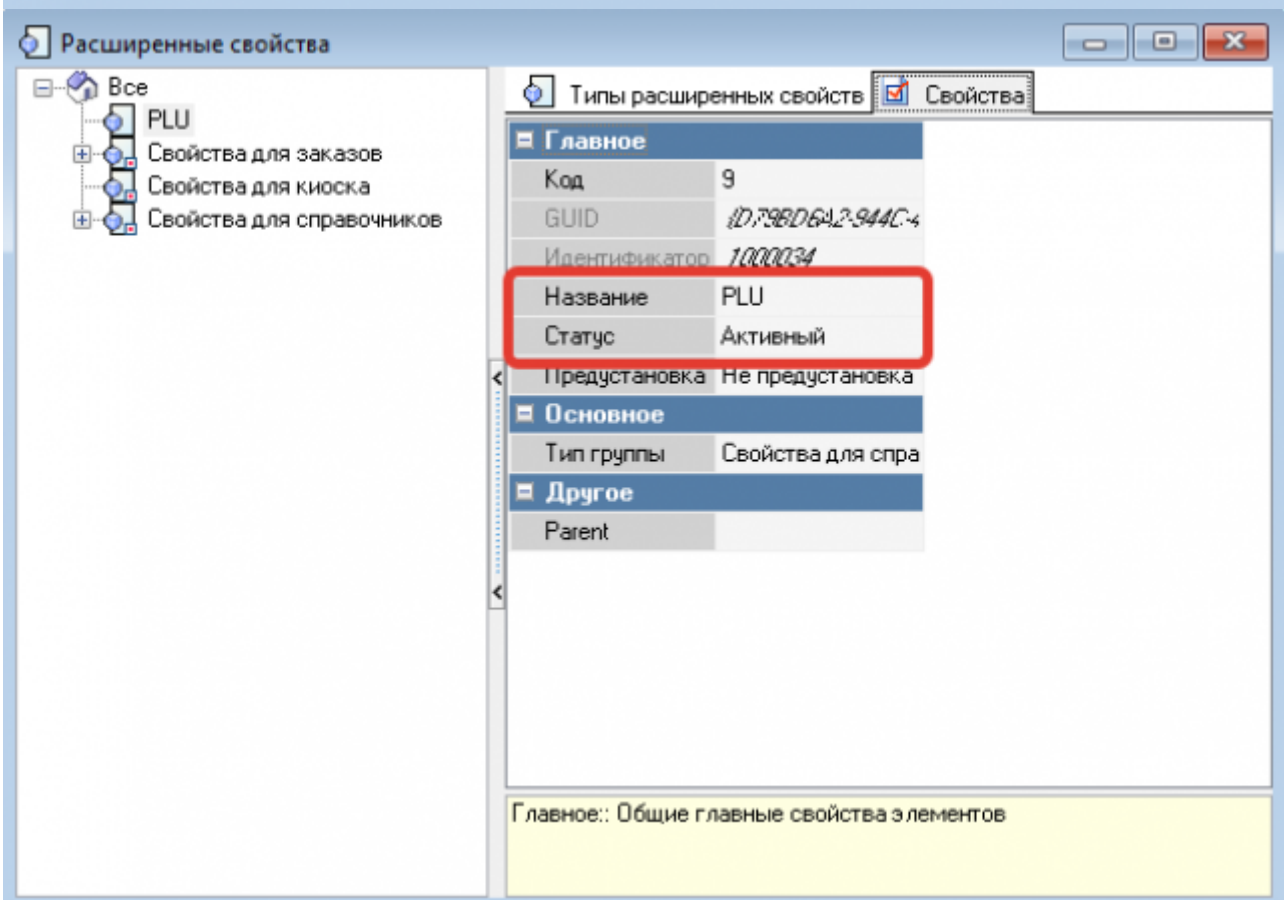 Расширенные свойства
Все
PLU
Свойства для заказов
Свойства для киоска
Свойства для справочников
Типы расширенных свойств Свойства
Главное
Код 9
GUID {D79BD6A2-944C-4
Идентификатор 1000034
Название PLU
Статус Активный
Предустановка Не предустановка
Основное
Тип группы Свойства для спра
Другое
Parent
Главное:: Общие главные свойства элементов